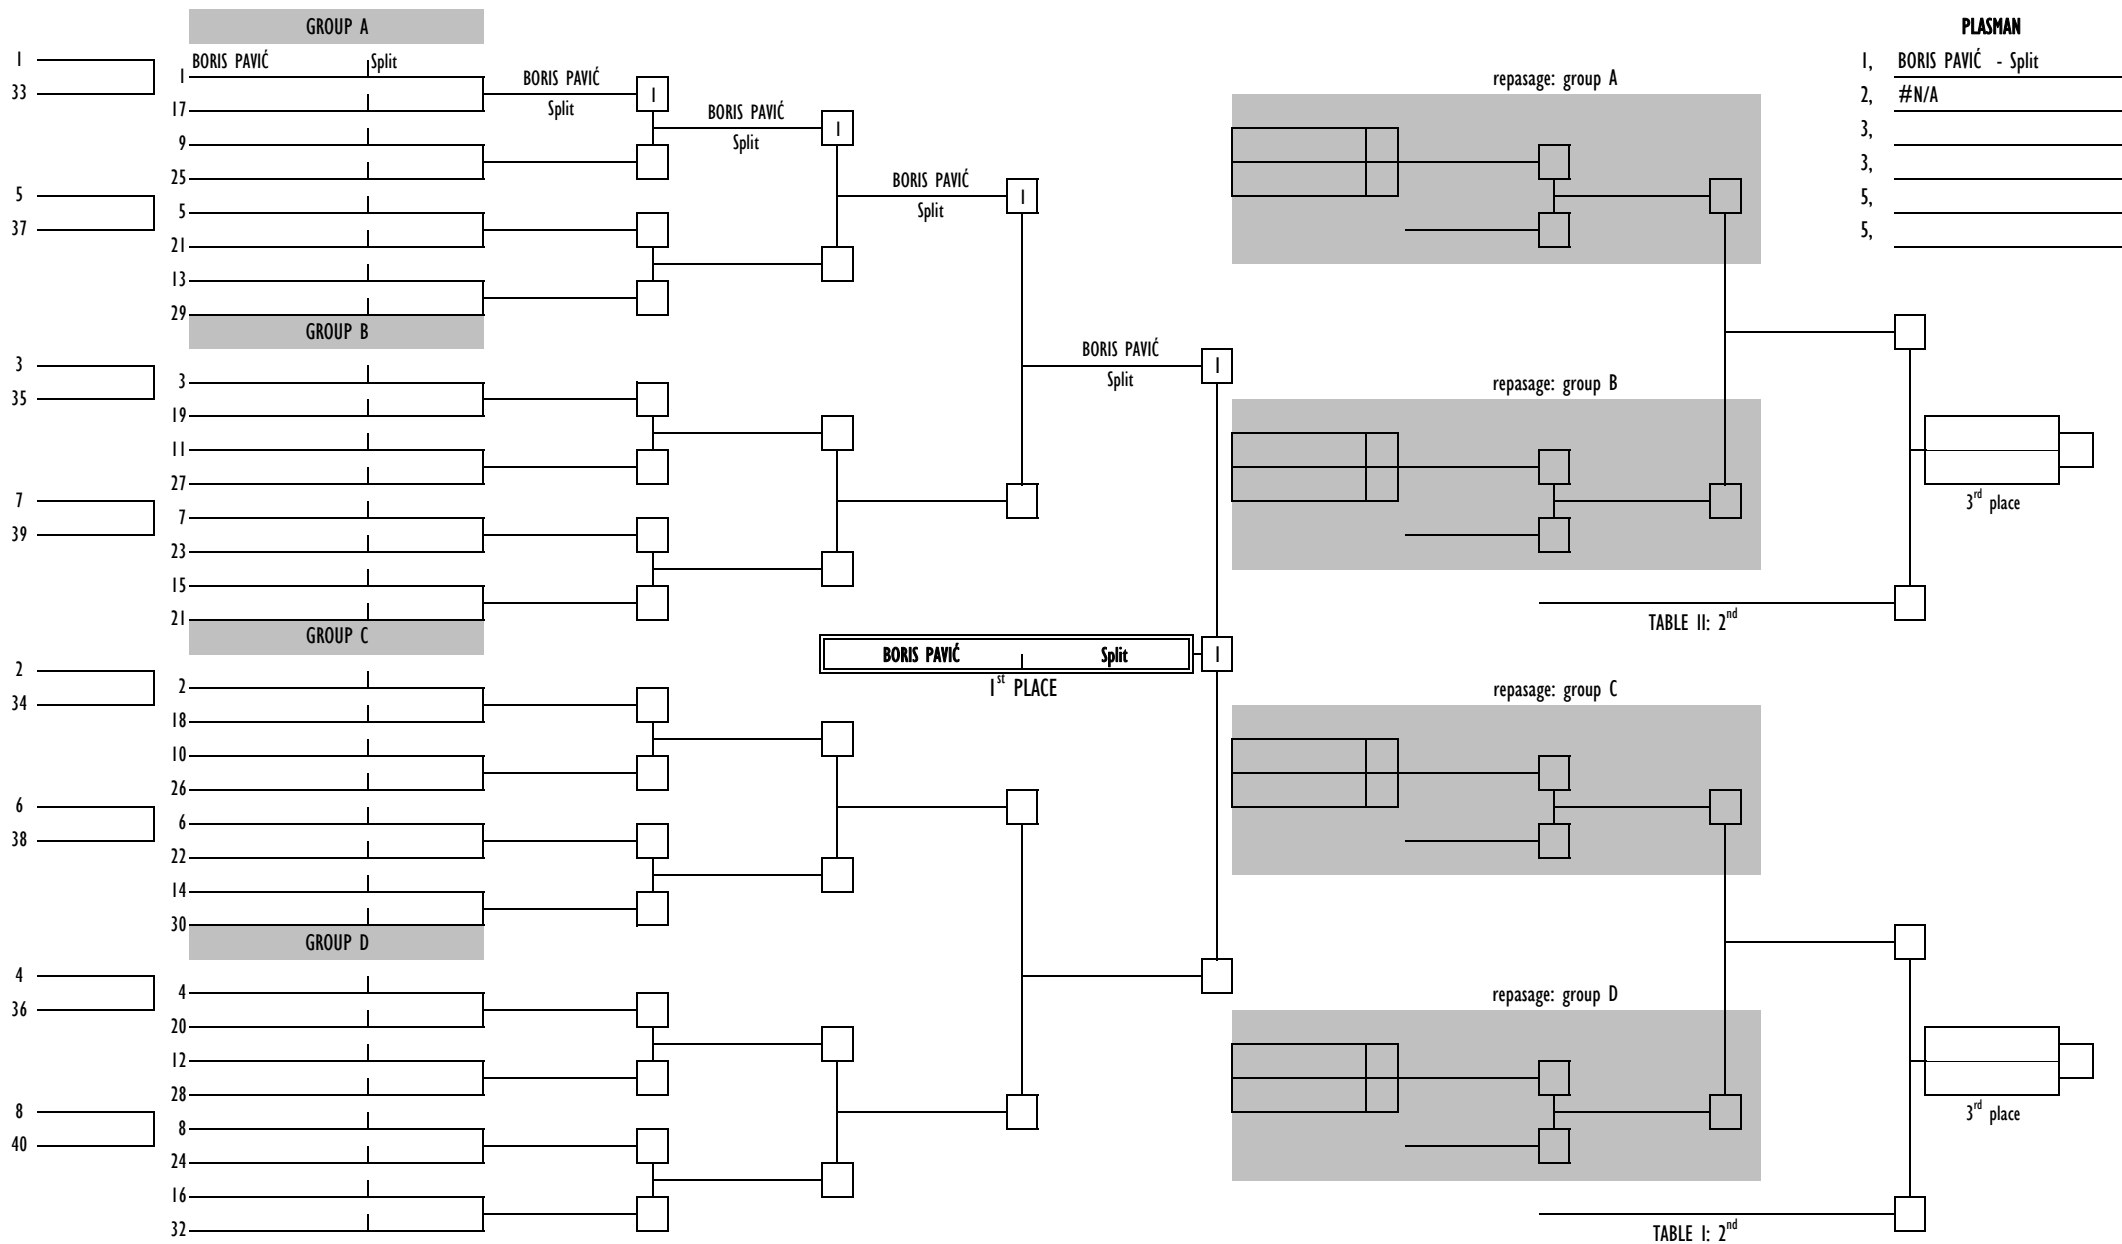 GROUP A
1
33
5
37
1 BORIS PAVIĆ Split
17
9
25
5
21
13
29
BORIS PAVIĆ
Split
1
BORIS PAVIĆ
Split
1
BORIS PAVIĆ
Split
1
GROUP B
3
35
7
39
3
19
11
27
7
23
15
21
BORIS PAVIĆ
Split
1
GROUP C
2
34
6
38
2
18
10
26
6
22
14
30
BORIS PAVIĆ Split
1
1st PLACE
GROUP D
4
36
8
40
4
20
12
28
8
24
16
32
repasage: group A
repasage: group B
TABLE II: 2nd
3rd place
repasage: group C
repasage: group D
TABLE I: 2nd
3rd place
PLASMAN
1, BORIS PAVIĆ - Split
2, #N/A
3,
3,
5,
5,